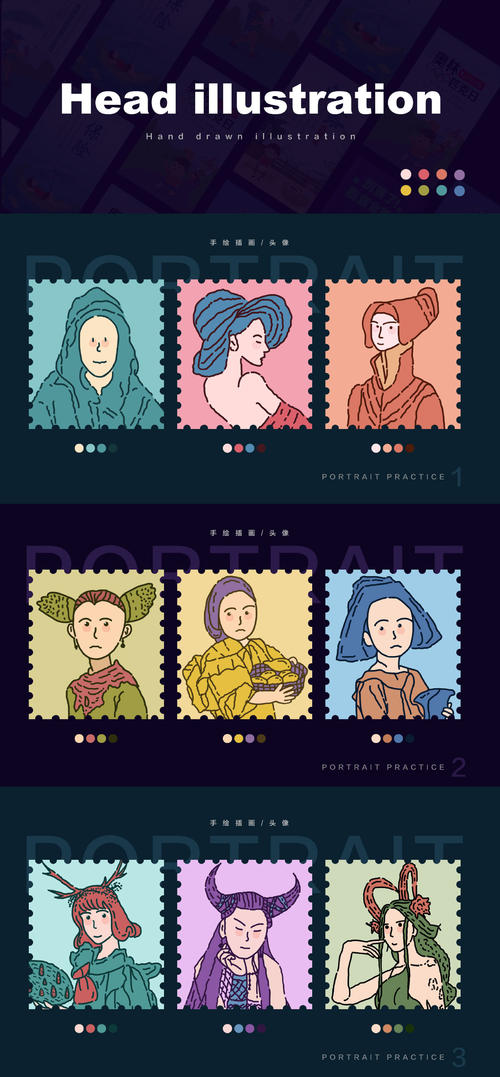 Head illustration
Hand drawn illustration
手绘插画/头像
PORTRAIT
PORTRAIT PRACTICE 1
手绘插画/头像
PORTRAIT
PORTRAIT PRACTICE 2
手绘插画/头像
PORTRAIT
PORTRAIT PRACTICE 3